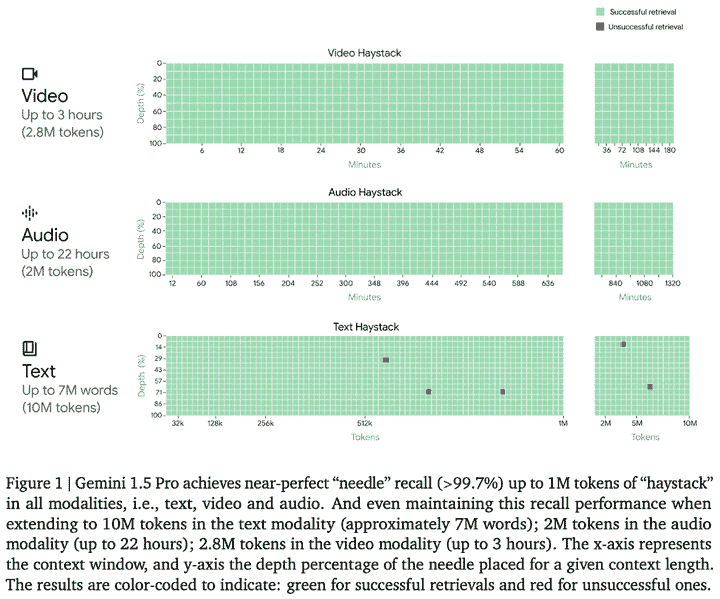 Successful retrieval
Unsuccessful retrieval
Video Haystack
Video
Up to 3 hours
(2.8M tokens)
Depth (%)
0
20
40
60
80
100
6 12 18 24 30 36 42 48 54 60
Minutes
36 72 108 144 180
Minutes
Audio Haystack
Audio
Up to 22 hours
(2M tokens)
Depth (%)
0
20
40
60
80
100
12 60 108 156 204 252 300 348 396 444 492 540 588 636
Minutes
840 1080 1320
Minutes
Text Haystack
Text
Up to 7M words
(10M tokens)
Depth (%)
0
14
29
43
57
71
86
100
32k 128k 256k 512k 1M
Tokens
2M 5M 10M
Tokens
Figure 1 | Gemini 1.5 Pro achieves near-perfect “needle” recall (>99.7%) up to 1M tokens of “haystack”
in all modalities, i.e., text, video and audio. And even maintaining this recall performance when
extending to 10M tokens in the text modality (approximately 7M words); 2M tokens in the audio
modality (up to 22 hours); 2.8M tokens in the video modality (up to 3 hours). The x-axis represents
the context window, and y-axis the depth percentage of the needle placed for a given context length.
The results are color-coded to indicate: green for successful retrievals and red for unsuccessful ones.